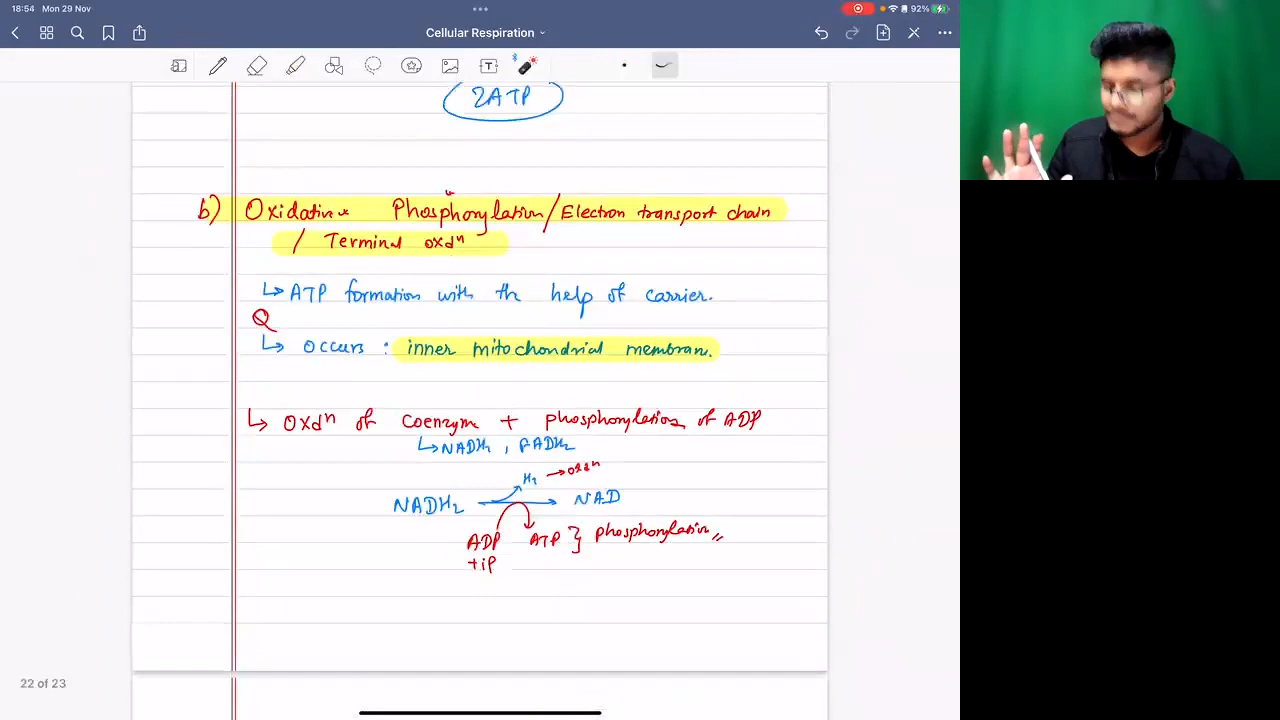 18:54 Mon 29 Nov
92%
Cellular Respiration
2ATP
b) Oxidative Phosphorylation/Electron transport chain
/ Terminal oxdⁿ
↳ ATP formation with the help of carrier.
Q
↳ occurs : inner mitochondrial membran.
↳ oxdⁿ of coenzyme + phosphorylation of ADP
↳ NADH₂ , FADH₂
H₂ → oxdⁿ
NADH₂ → NAD
ADP ATP } phosphorylation
+iP
22 of 23